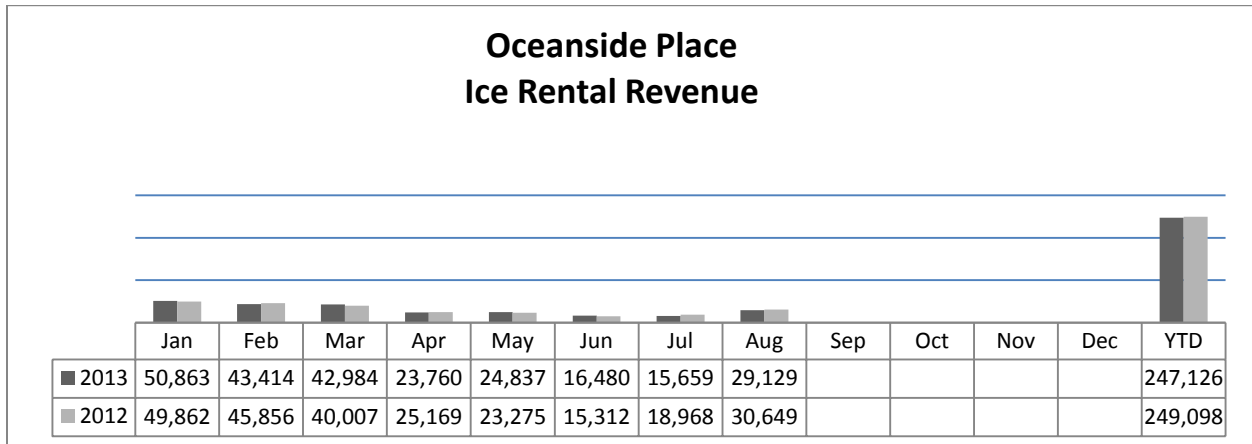 Oceanside Place
Ice Rental Revenue
Jan Feb Mar Apr May Jun Jul Aug Sep Oct Nov Dec YTD
2013 50,863 43,414 42,984 23,760 24,837 16,480 15,659 29,129 247,126
2012 49,862 45,856 40,007 25,169 23,275 15,312 18,968 30,649 249,098